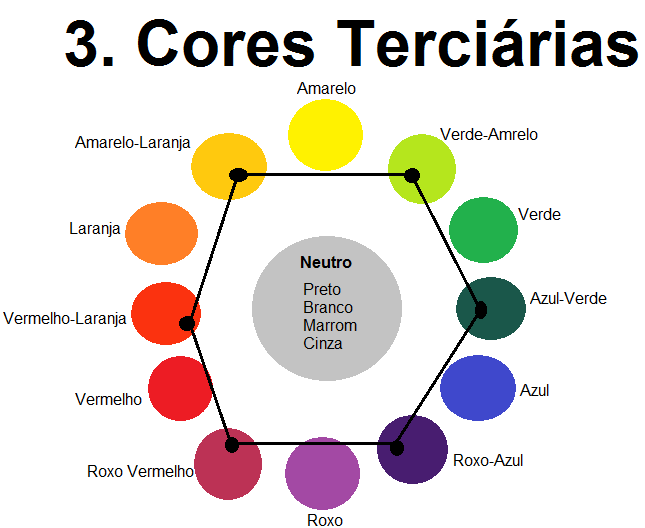 3. Cores Terciárias
Amarelo
Amarelo-Laranja
Verde-Amrelo
Laranja
Verde
Neutro
Preto
Branco
Marrom
Cinza
Vermelho-Laranja
Azul-Verde
Vermelho
Azul
Roxo Vermelho
Roxo-Azul
Roxo